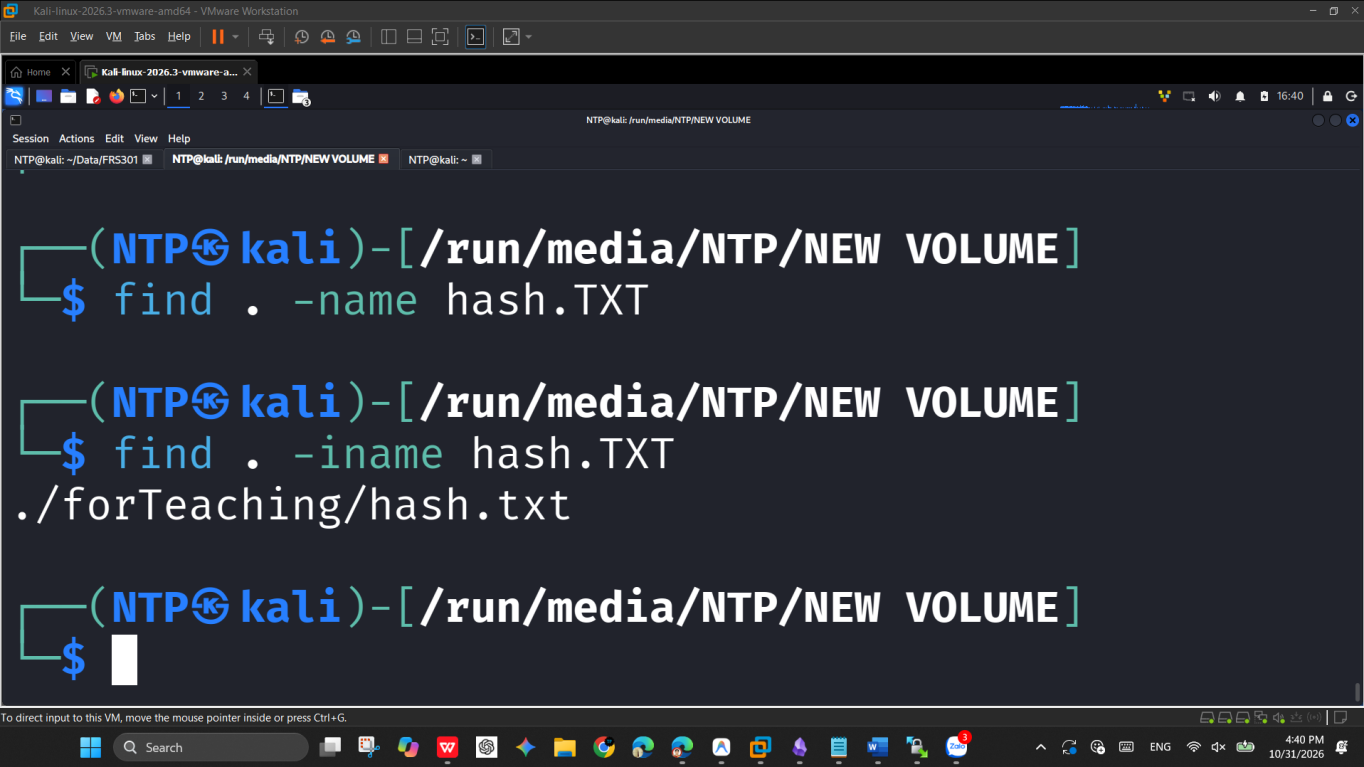 Kali-linux-2026.3-vmware-amd64 - VMware Workstation
File Edit View VM Tabs Help
Home Kali-linux-2026.3-vmware-a...
1 2 3 4 3 16:40
NTP@kali: /run/media/NTP/NEW VOLUME
Session Actions Edit View Help
NTP@kali: ~/Data/FRS301 NTP@kali: /run/media/NTP/NEW VOLUME NTP@kali: ~
┌──(NTP㉿kali)-[/run/media/NTP/NEW VOLUME]
└─$ find . -name hash.TXT
┌──(NTP㉿kali)-[/run/media/NTP/NEW VOLUME]
└─$ find . -iname hash.TXT
./forTeaching/hash.txt
┌──(NTP㉿kali)-[/run/media/NTP/NEW VOLUME]
└─$
To direct input to this VM, move the mouse pointer inside or press Ctrl+G.
Search Zalo 3 ENG 4:40 PM
10/31/2026